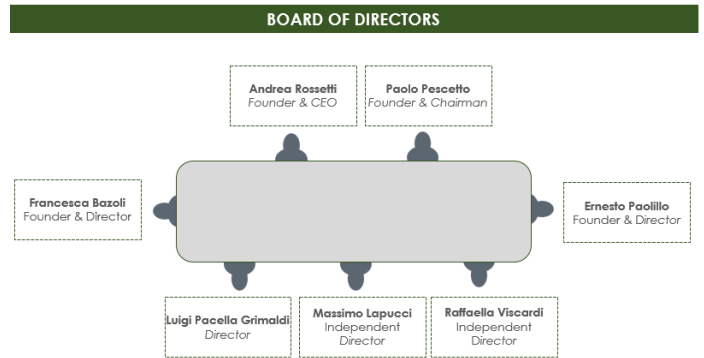 BOARD OF DIRECTORS
Andrea Rossetti
Founder & CEO
Paolo Pescetto
Founder & Chairman
Francesca Bazoli
Founder & Director
Ernesto Paolillo
Founder & Director
Luigi Pacella Grimaldi
Director
Massimo Lapucci
Independent
Director
Raffaella Viscardi
Independent
Director